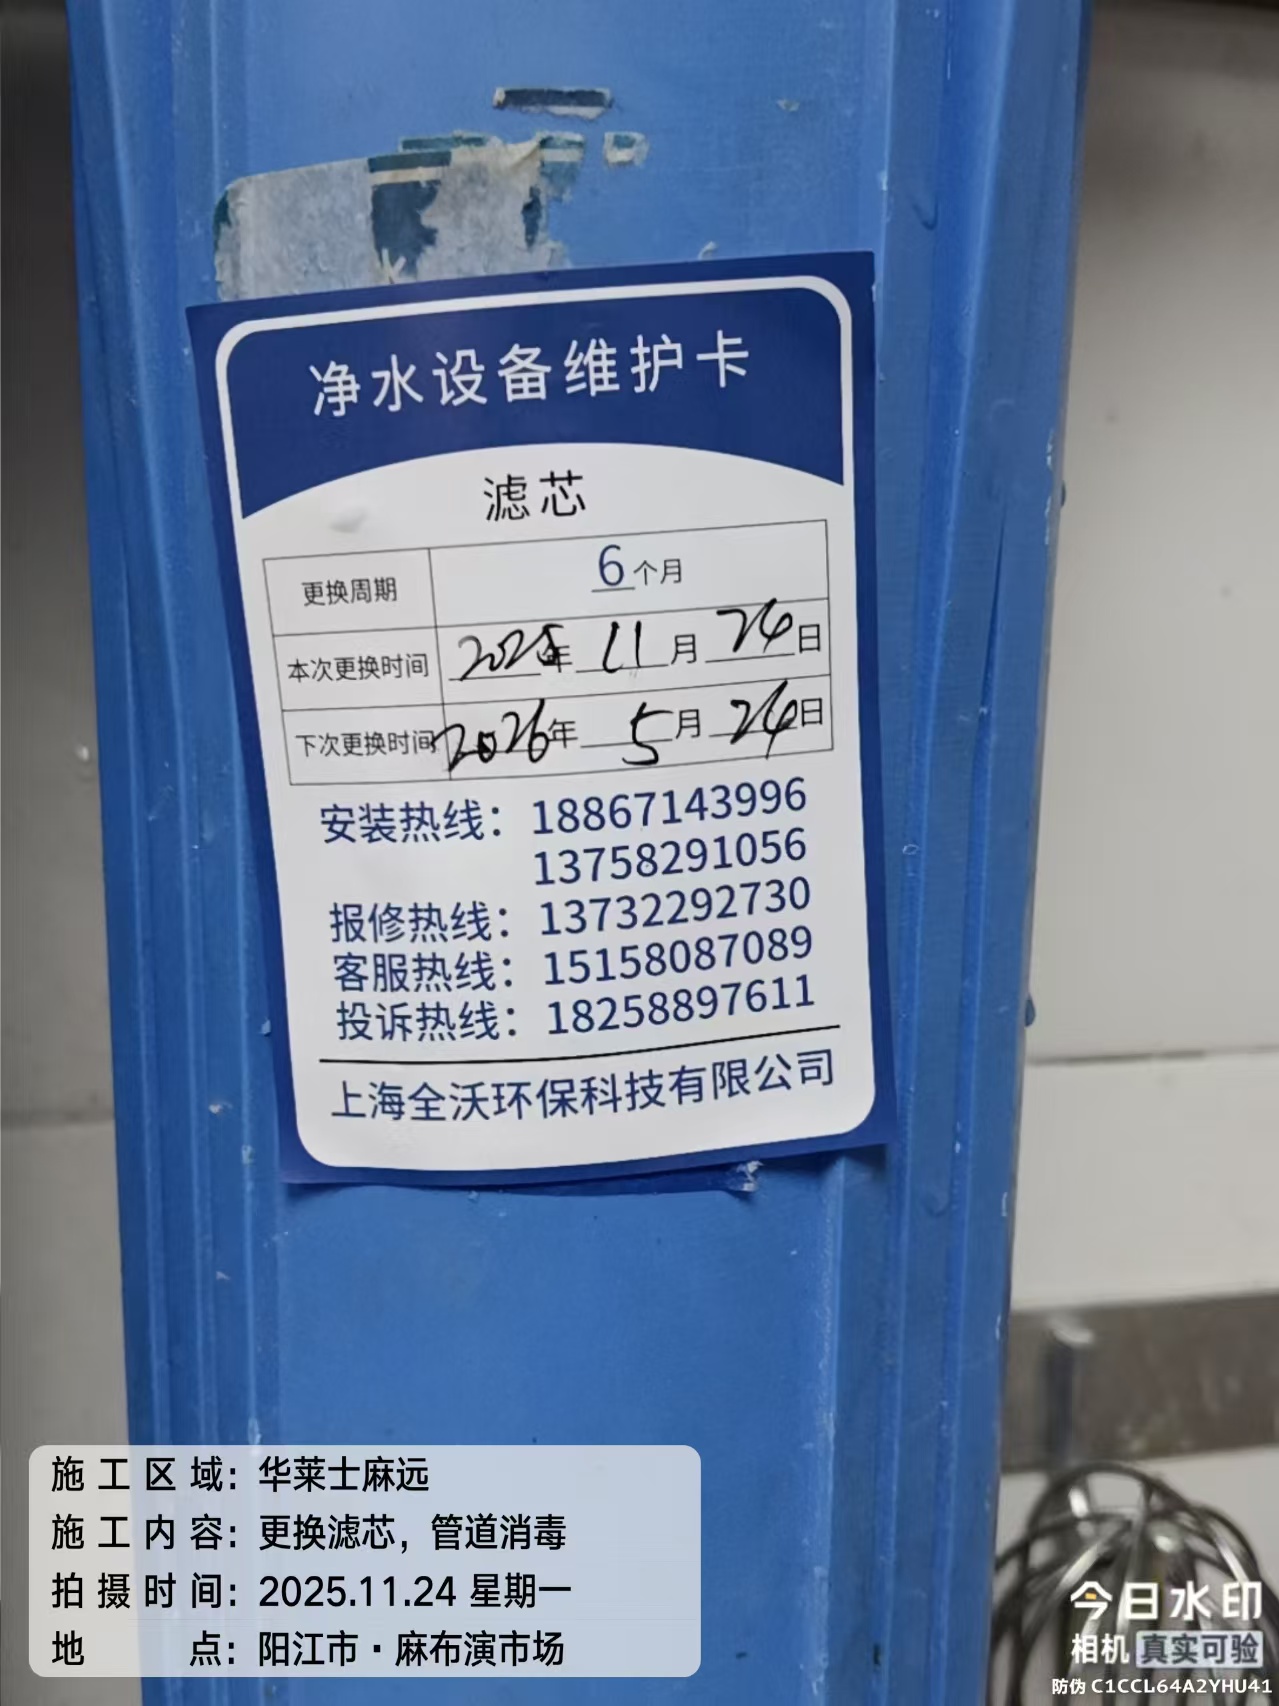 净水设备维护卡
滤芯
更换周期 6个月
本次更换时间 2025年11月24日
下次更换时间 2026年5月24日
安装热线：18867143996
13758291056
报修热线：13732292730
客服热线：15158087089
投诉热线：18258897611
上海全沃环保科技有限公司
施工区域：华莱士麻远
施工内容：更换滤芯，管道消毒
拍摄时间：2025.11.24 星期一
地点：阳江市·麻布演市场
今日水印
相机 真实可验
防伪 C1CCL64A2YHU41